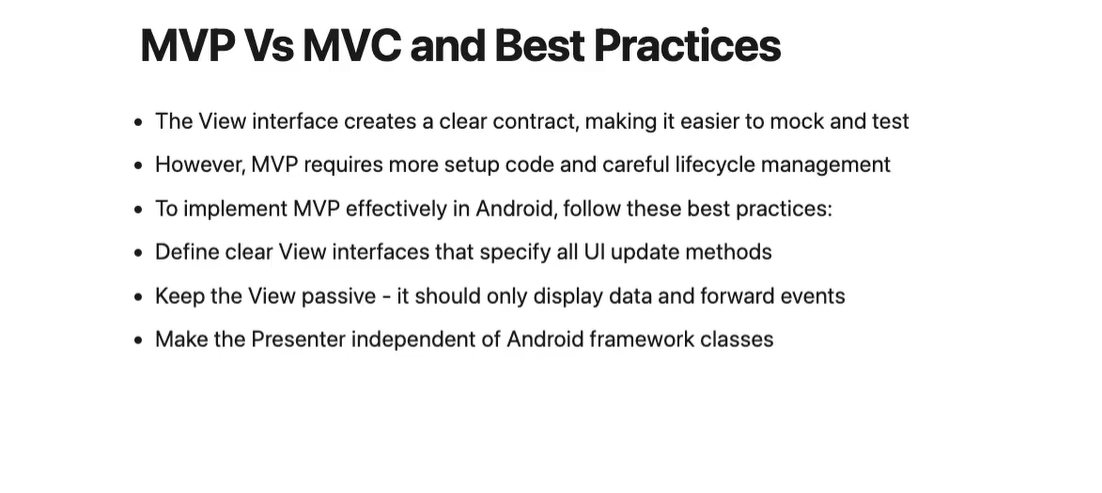 MVP Vs MVC and Best Practices
• The View interface creates a clear contract, making it easier to mock and test
• However, MVP requires more setup code and careful lifecycle management
• To implement MVP effectively in Android, follow these best practices:
• Define clear View interfaces that specify all UI update methods
• Keep the View passive - it should only display data and forward events
• Make the Presenter independent of Android framework classes